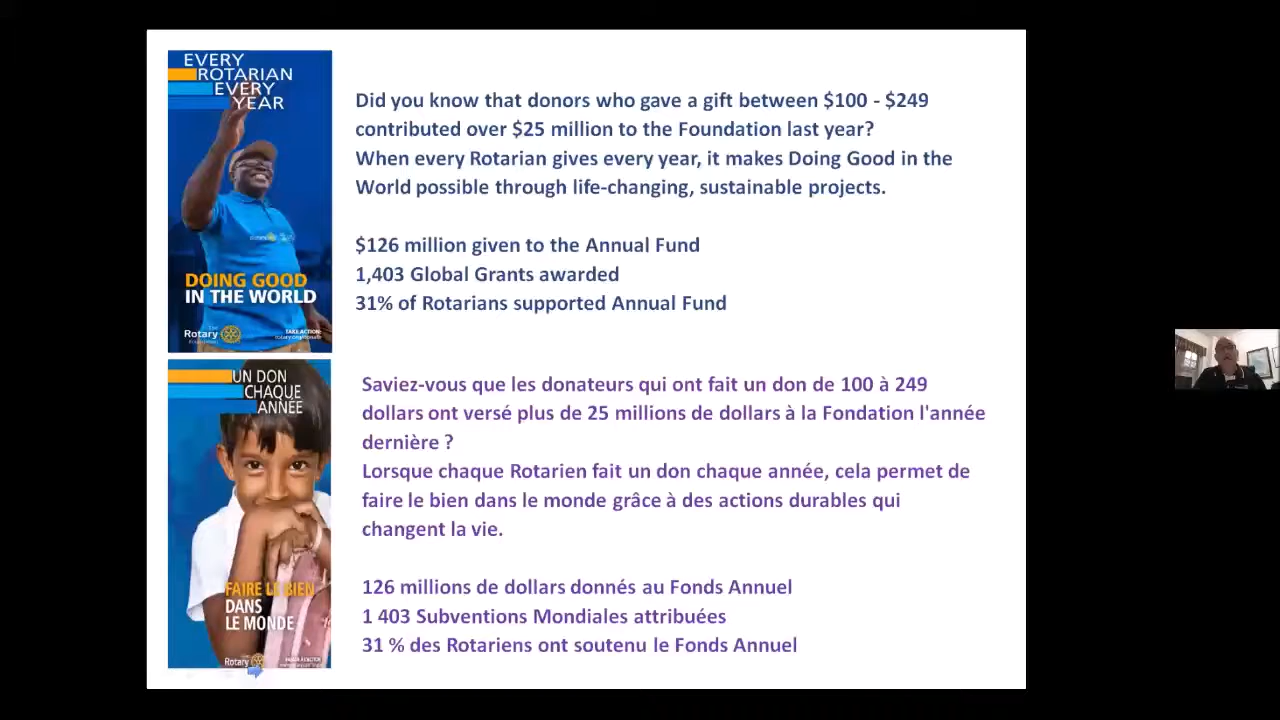 EVERY
ROTARIAN
EVERY
YEAR
DOING GOOD
IN THE WORLD
The
Rotary
Foundation
TAKE ACTION:
Did you know that donors who gave a gift between $100 - $249
contributed over $25 million to the Foundation last year?
When every Rotarian gives every year, it makes Doing Good in the
World possible through life-changing, sustainable projects.
$126 million given to the Annual Fund
1,403 Global Grants awarded
31% of Rotarians supported Annual Fund
UN DON
CHAQUE
ANNÉE
FAIRE LE BIEN
DANS
LE MONDE
Rotary
Saviez-vous que les donateurs qui ont fait un don de 100 à 249
dollars ont versé plus de 25 millions de dollars à la Fondation l'année
dernière ?
Lorsque chaque Rotarien fait un don chaque année, cela permet de
faire le bien dans le monde grâce à des actions durables qui
changent la vie.
126 millions de dollars donnés au Fonds Annuel
1 403 Subventions Mondiales attribuées
31 % des Rotariens ont soutenu le Fonds Annuel